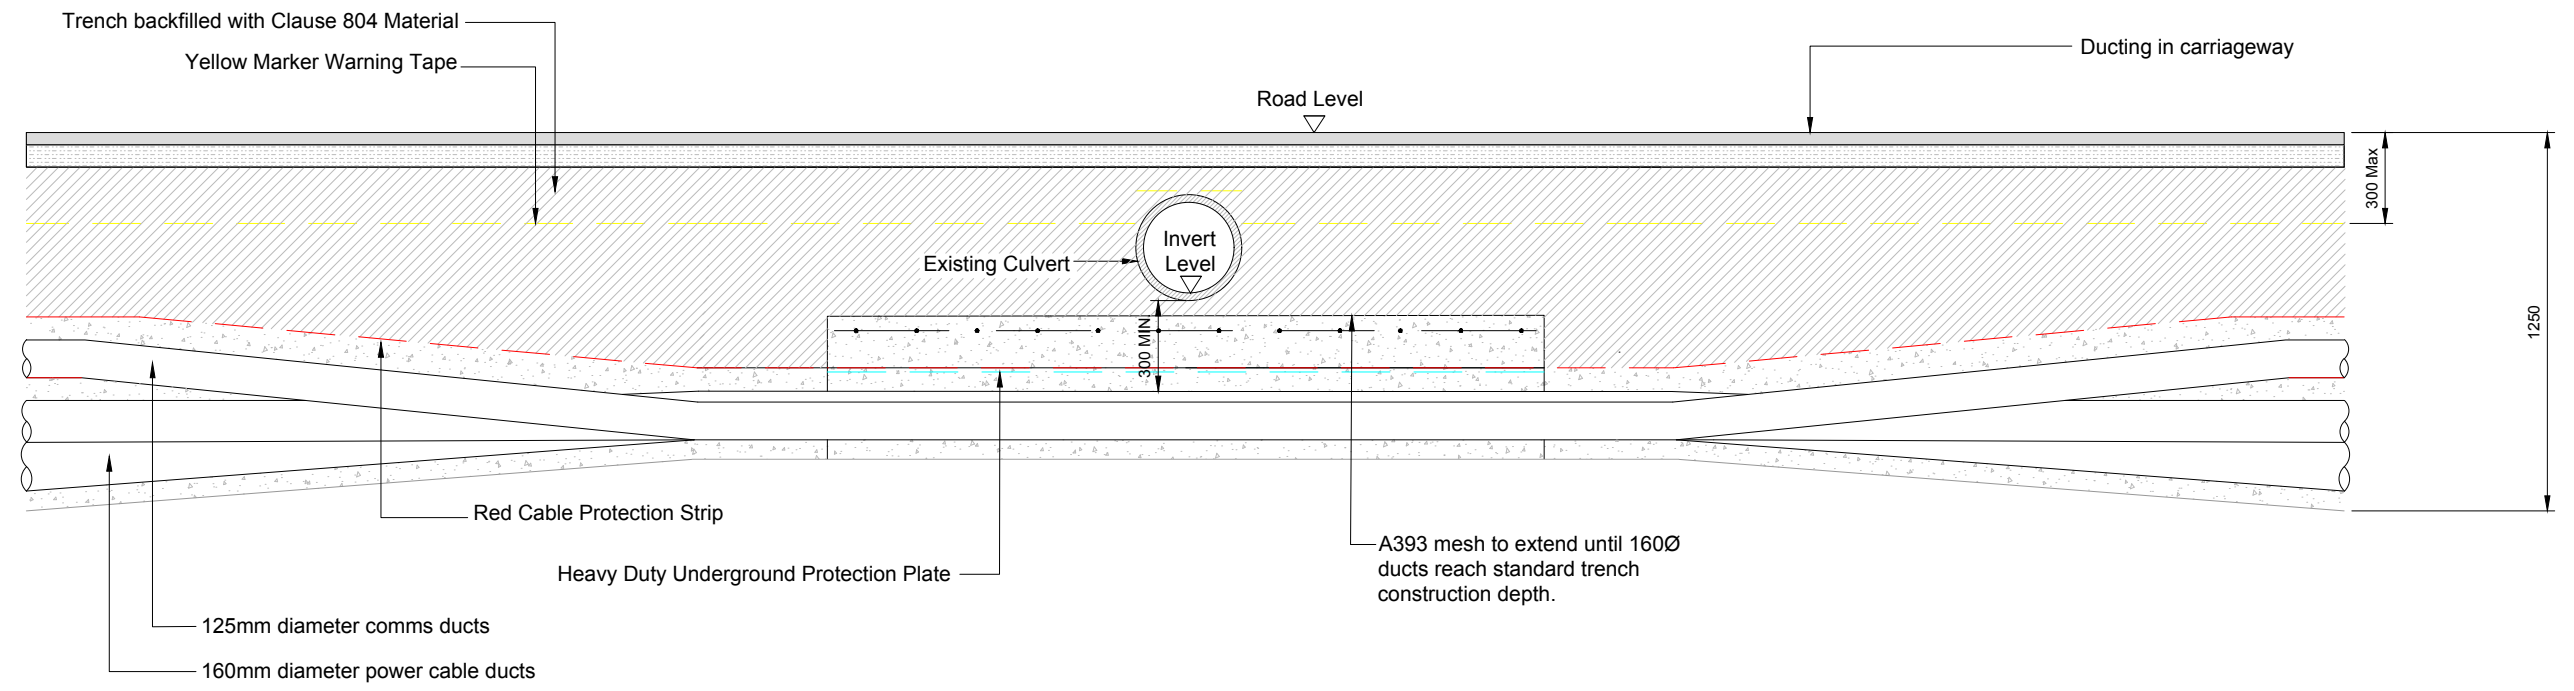 Trench backfilled with Clause 804 Material
Yellow Marker Warning Tape
Ducting in carriageway
Road Level
300 Max
1250
Invert
Level
Existing Culvert
300 MIN
Red Cable Protection Strip
Heavy Duty Underground Protection Plate
A393 mesh to extend until 160Ø
ducts reach standard trench
construction depth.
125mm diameter comms ducts
160mm diameter power cable ducts